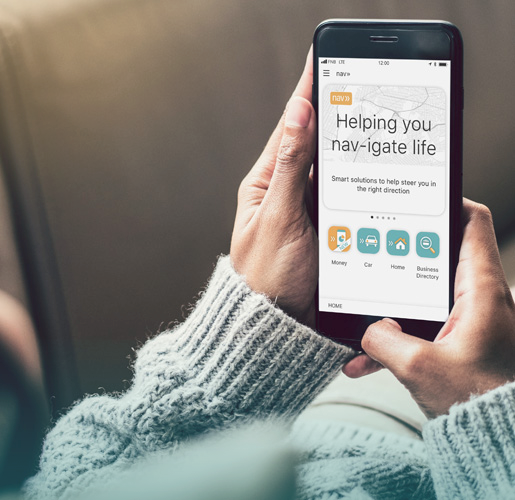 FNB LTE 12:00
nav»
nav»
Helping you
nav-igate life
Smart solutions to help steer you in
the right direction
Money Car Home Business
Directory
HOME